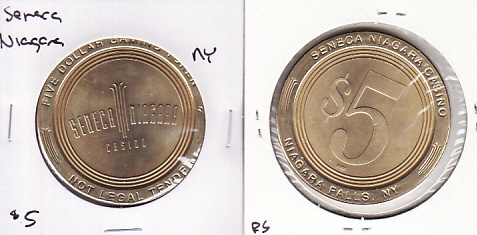 Seneca
Niagara
NY
FIVE DOLLAR GAMING TOKEN
SENECA NIAGARA
CASINO
NOT LEGAL TENDER
$5
SENECA NIAGARA CASINO
$5
NIAGARA FALLS, NY